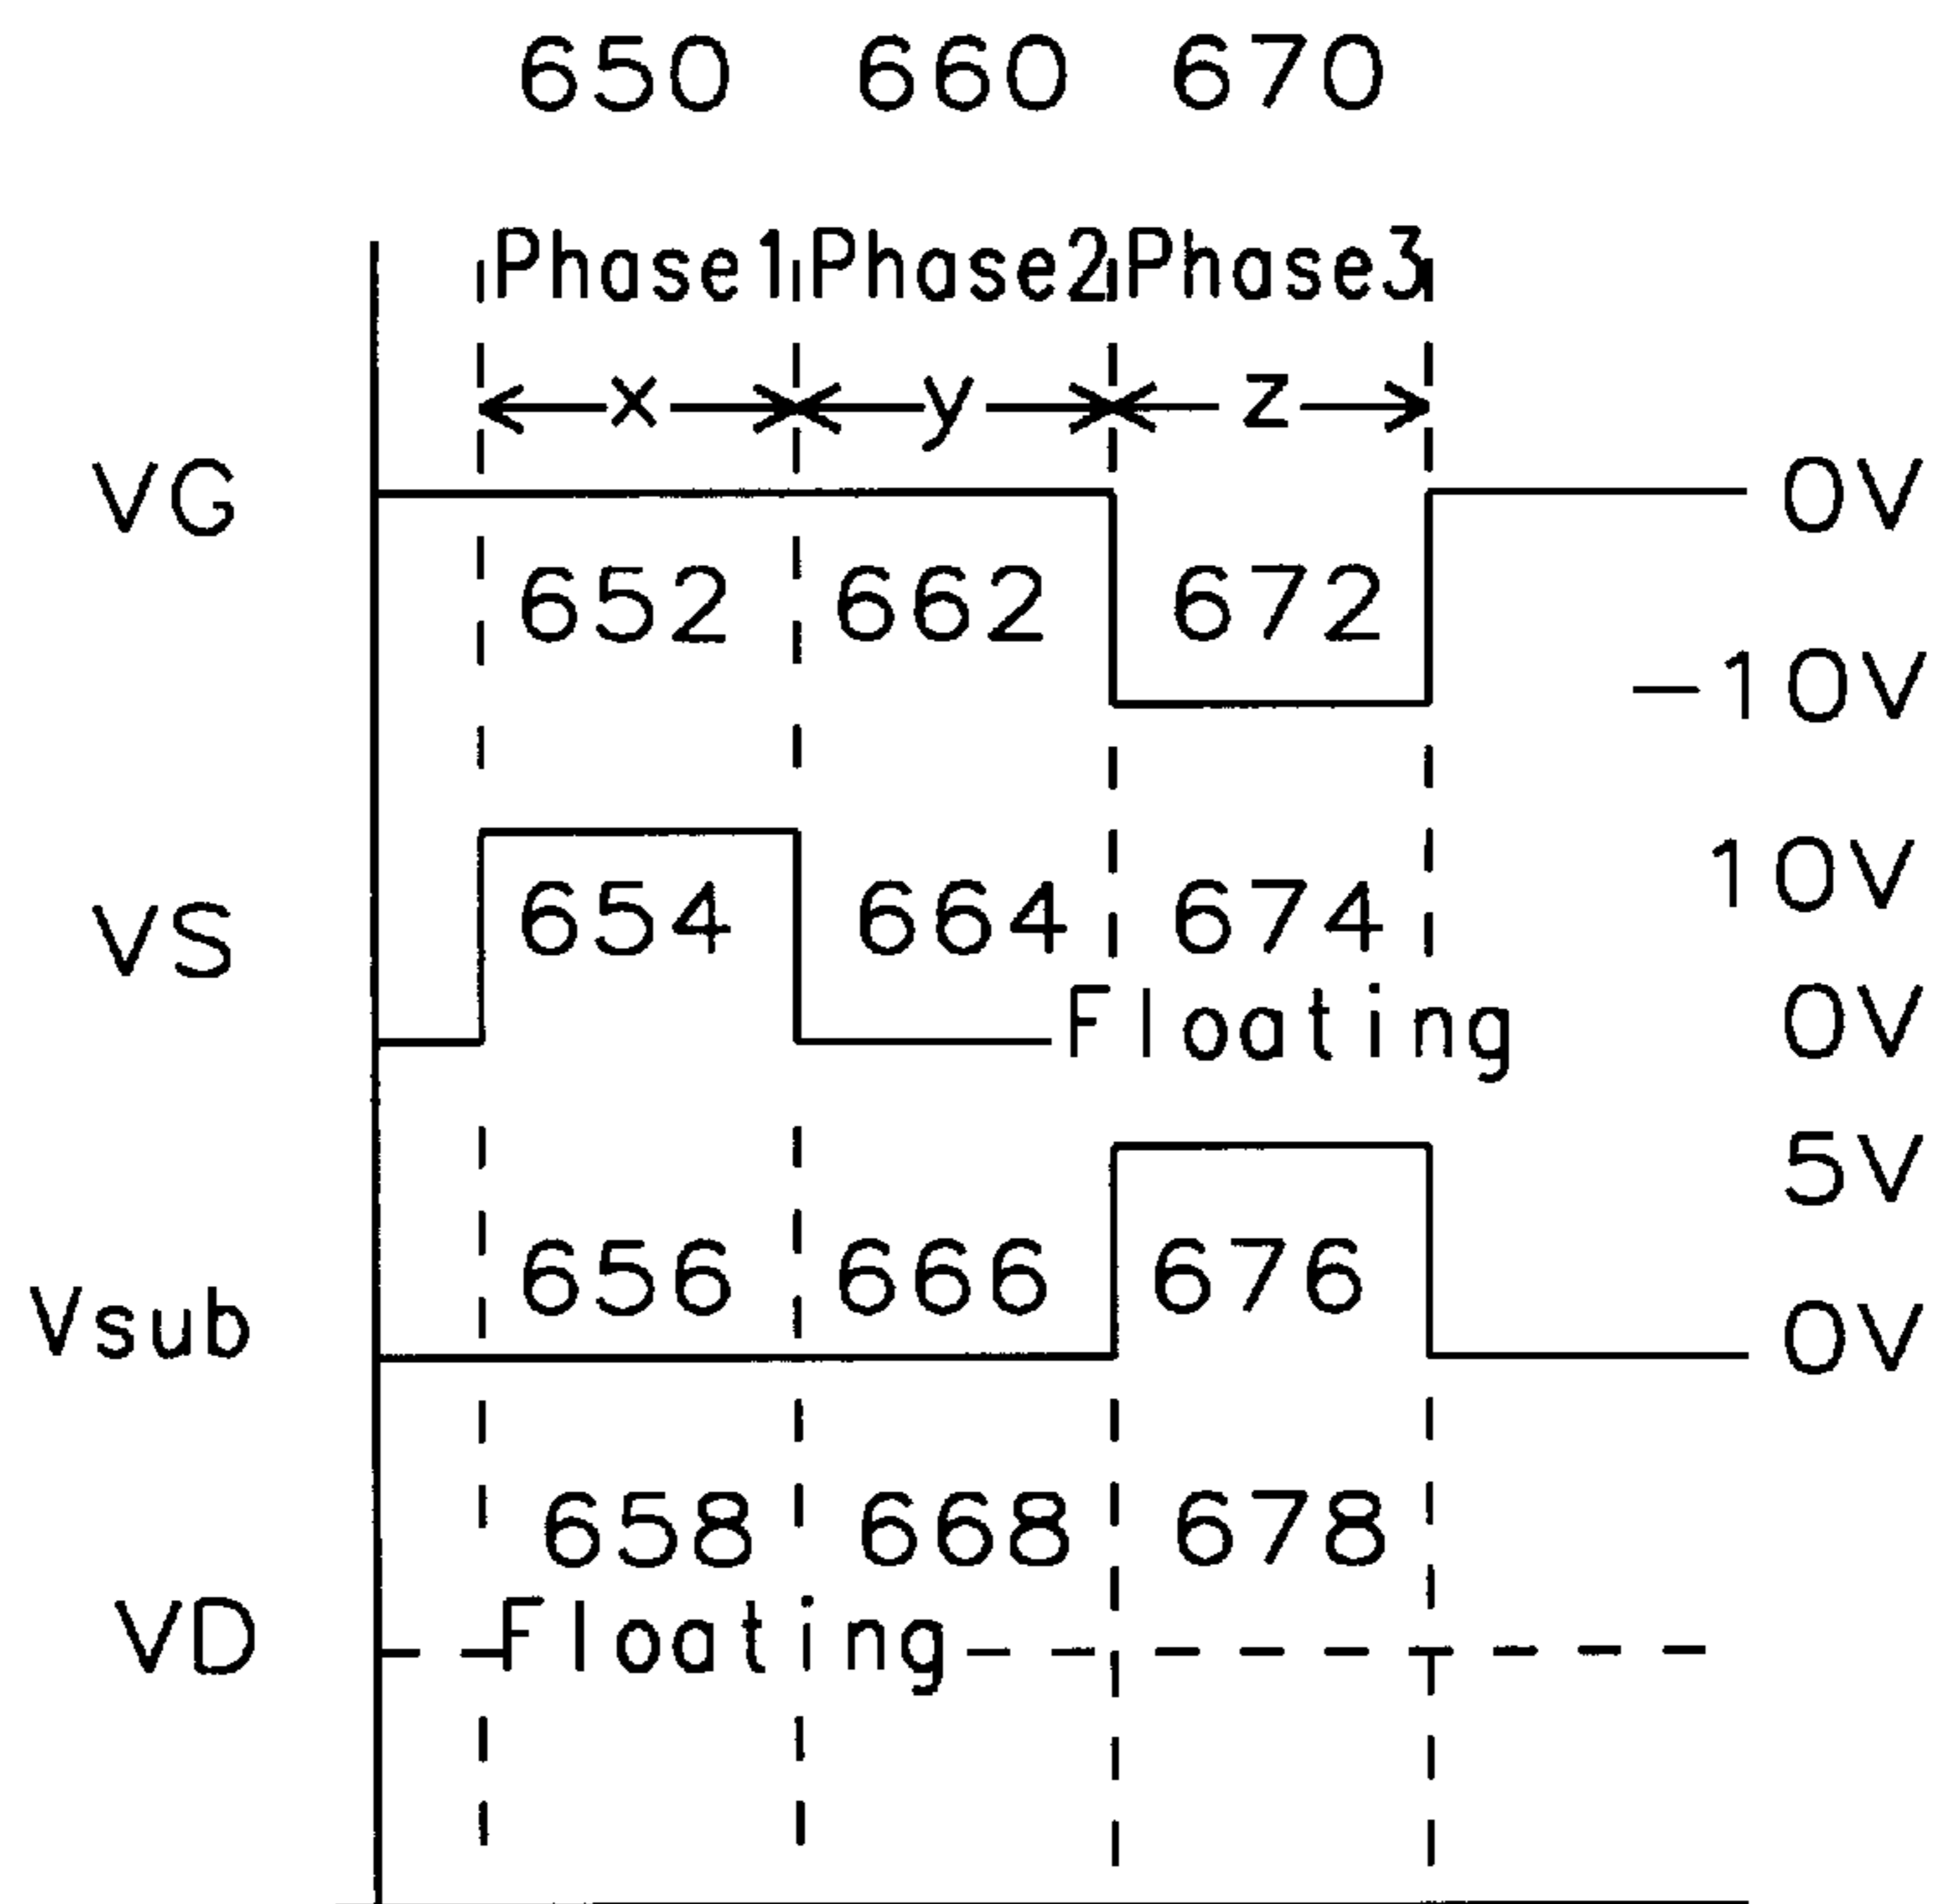 650 660 670
Phase1 Phase2 Phase3
x y z
VG 0V
652 662 672
-10V
10V
654 664 674
VS
Floating 0V
5V
656 666 676
Vsub 0V
658 668 678
VD Floating